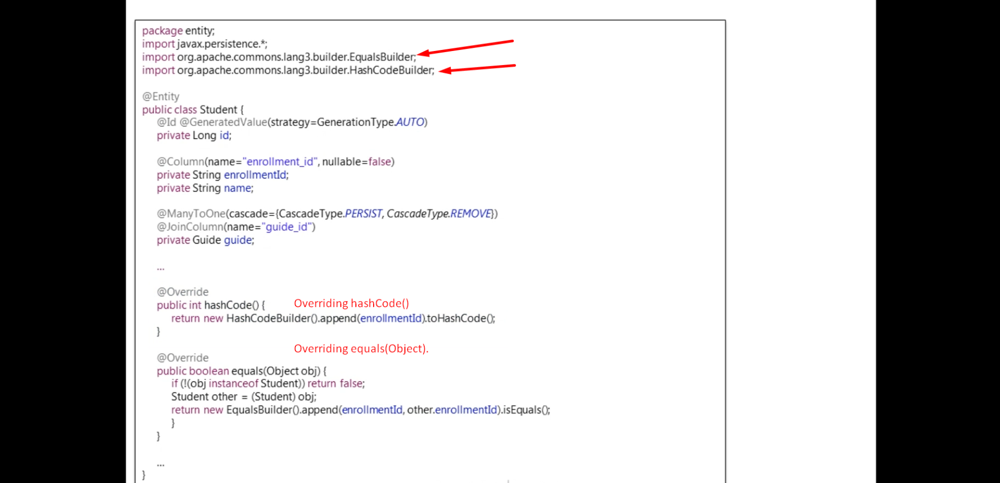 package entity;
import javax.persistence.*;
import org.apache.commons.lang3.builder.EqualsBuilder;
import org.apache.commons.lang3.builder.HashCodeBuilder;
@Entity
public class Student {
@Id @GeneratedValue(strategy=GenerationType.AUTO)
private Long id;
@Column(name="enrollment_id", nullable=false)
private String enrollmentId;
private String name;
@ManyToOne(cascade={CascadeType.PERSIST, CascadeType.REMOVE})
@JoinColumn(name="guide_id")
private Guide guide;
...
@Override
public int hashCode() { Overriding hashCode()
return new HashCodeBuilder().append(enrollmentId).toHashCode();
}
Overriding equals(Object).
@Override
public boolean equals(Object obj) {
if (!(obj instanceof Student)) return false;
Student other = (Student) obj;
return new EqualsBuilder().append(enrollmentId, other.enrollmentId).isEquals();
}
}
...
}